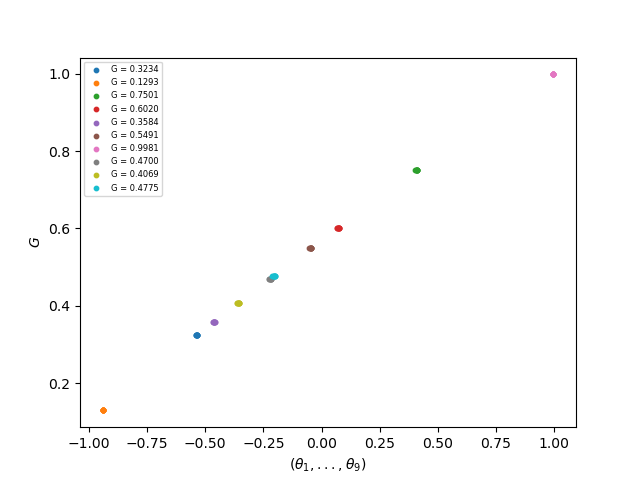 G = 0.3234
G = 0.1293
G = 0.7501
G = 0.6020
G = 0.3584
G = 0.5491
G = 0.9981
G = 0.4700
G = 0.4069
G = 0.4775
1.0
0.8
0.6
0.4
0.2
G
−1.00 −0.75 −0.50 −0.25 0.00 0.25 0.50 0.75 1.00
(θ₁, . . . , θ₉)